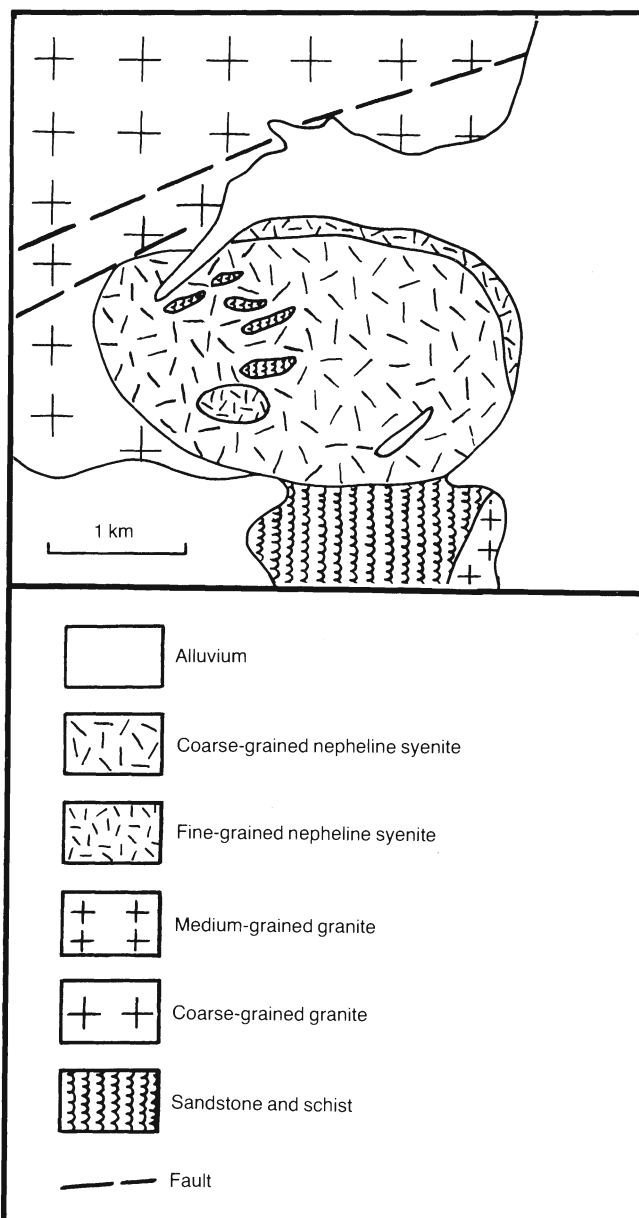 1 km
Alluvium
Coarse-grained nepheline syenite
Fine-grained nepheline syenite
Medium-grained granite
Coarse-grained granite
Sandstone and schist
Fault